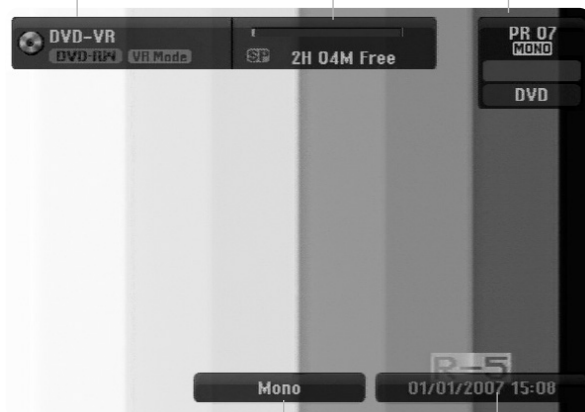 DVD-VR
DVD-RW VR Mode
SP 2H 04M Free
PR 07
MONO
DVD
R-5
Mono
01/01/2007 15:08